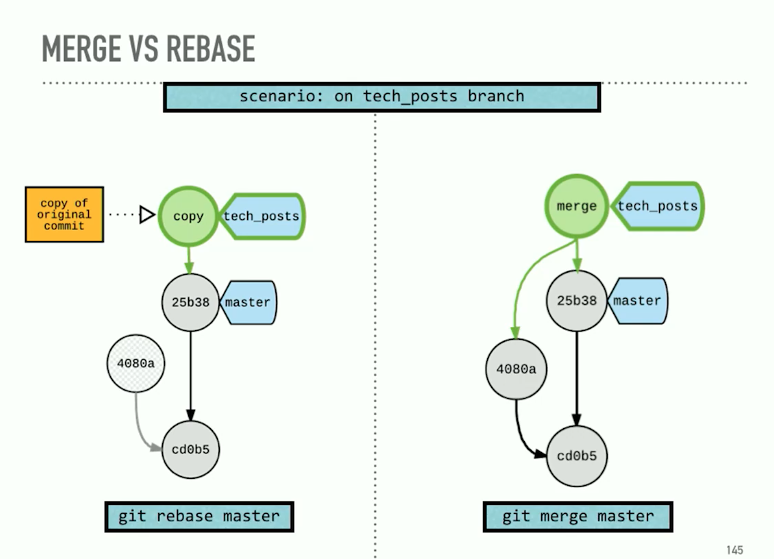 MERGE VS REBASE
scenario: on tech_posts branch
copy of
original
commit
copy
tech_posts
25b38
master
4080a
cd0b5
git rebase master
merge
tech_posts
25b38
master
4080a
cd0b5
git merge master
145